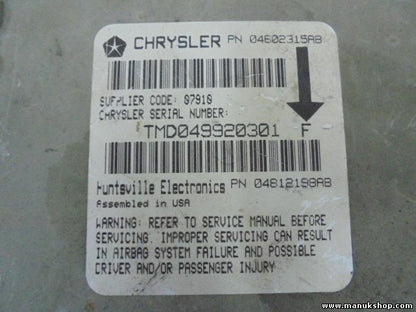 CHRYSLER PN 04602315AB
SUPPLIER CODE: 07910
CHRYSLER SERIAL NUMBER:
TMD049920301 F
Huntsville Electronics PN 04612198AB
Assembled in USA
WARNING: REFER TO SERVICE MANUAL BEFORE
SERVICING. IMPROPER SERVICING CAN RESULT
IN AIRBAG SYSTEM FAILURE AND POSSIBLE
DRIVER AND/OR PASSENGER INJURY
www.manukshop.com